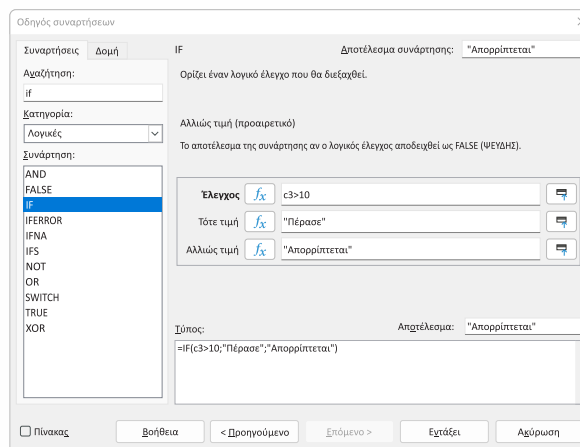 Οδηγός συναρτήσεων
Συναρτήσεις Δομή
Αναζήτηση:
if
Κατηγορία:
Λογικές
Συνάρτηση:
AND
FALSE
IF
IFERROR
IFNA
IFS
NOT
OR
SWITCH
TRUE
XOR
IF Αποτέλεσμα συνάρτησης: "Απορρίπτεται"
Ορίζει έναν λογικό έλεγχο που θα διεξαχθεί.
Αλλιώς τιμή (προαιρετικό)
Το αποτέλεσμα της συνάρτησης αν ο λογικός έλεγχος αποδειχθεί ως FALSE (ΨΕΥΔΗΣ).
Έλεγχος fx c3>10
Τότε τιμή fx "Πέρασε"
Αλλιώς τιμή fx "Απορρίπτεται"
Τύπος: Αποτέλεσμα: "Απορρίπτεται"
=IF(c3>10;"Πέρασε";"Απορρίπτεται")
Πίνακας Βοήθεια < Προηγούμενο Επόμενο > Εντάξει Ακύρωση